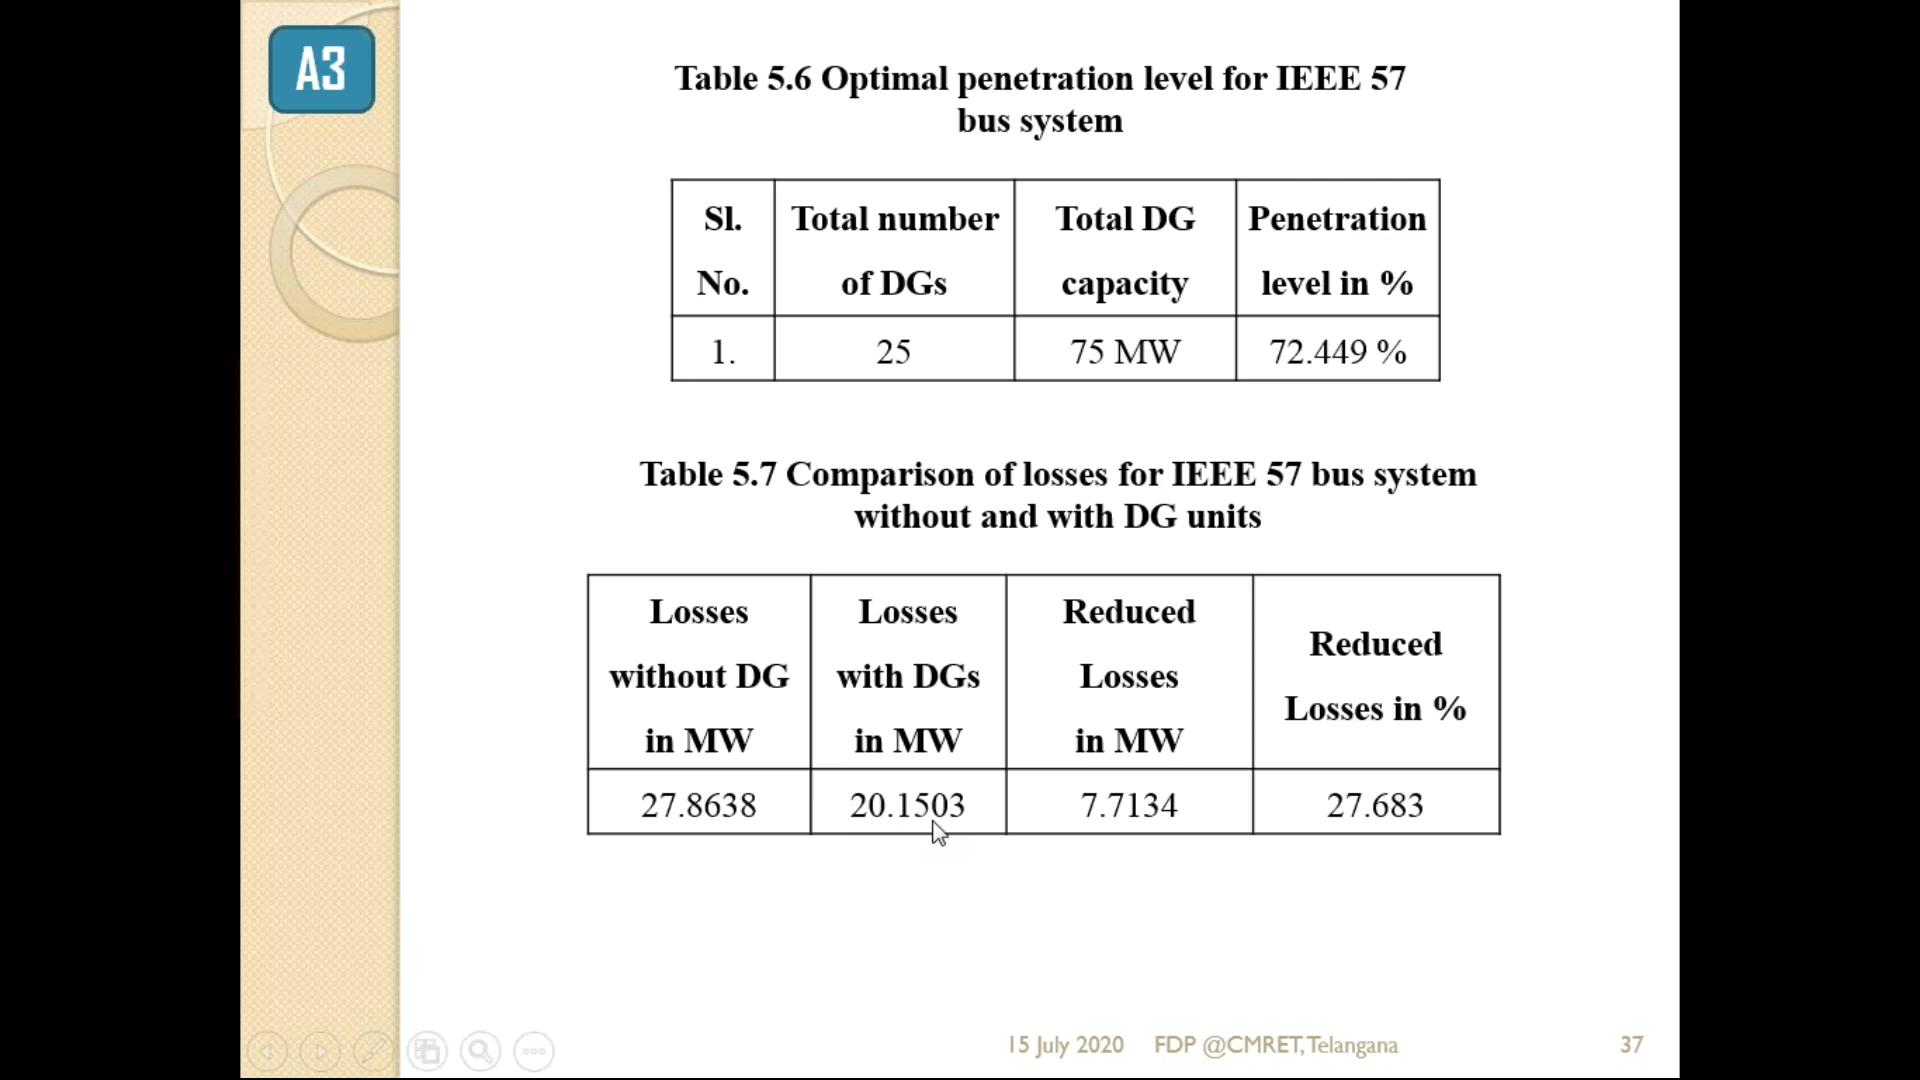 A3
Table 5.6 Optimal penetration level for IEEE 57
bus system
Sl. No. Total number of DGs Total DG capacity Penetration level in %
1. 25 75 MW 72.449 %
Table 5.7 Comparison of losses for IEEE 57 bus system
without and with DG units
Losses without DG in MW Losses with DGs in MW Reduced Losses in MW Reduced Losses in %
27.8638 20.1503 7.7134 27.683
15 July 2020 FDP @CMRET,Telangana 37